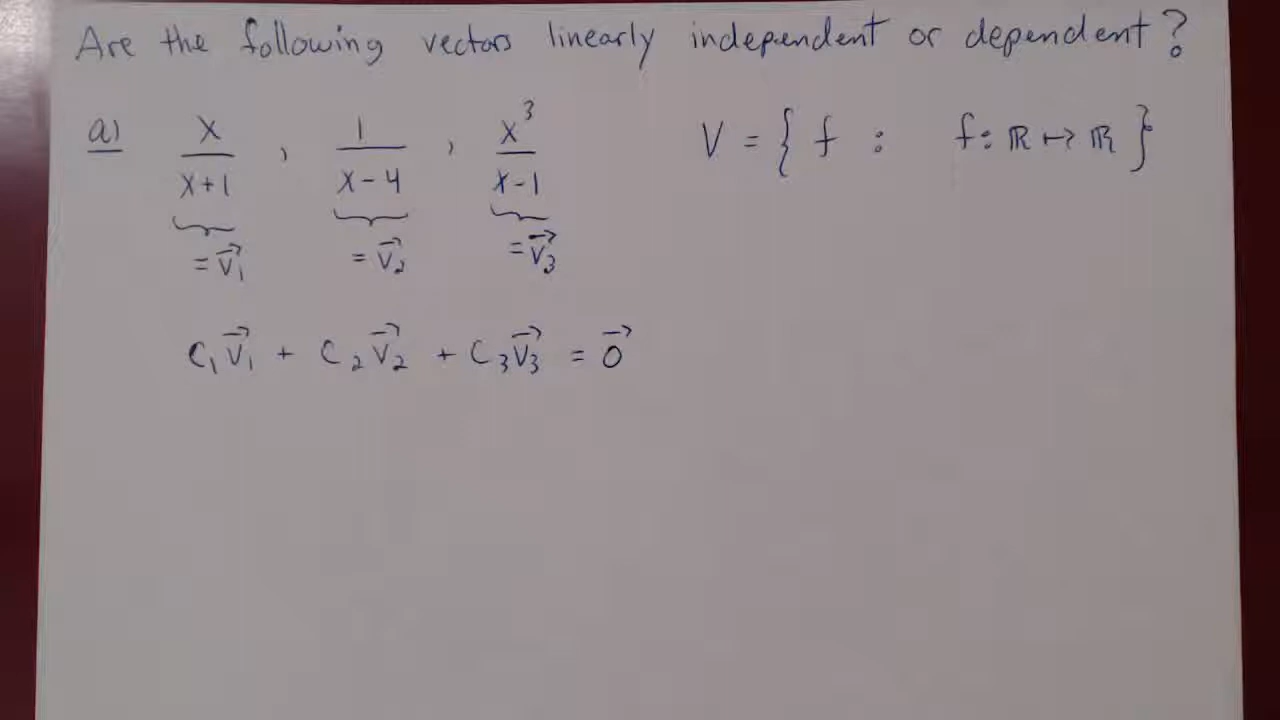 Are the following vectors linearly independent or dependent?
a) x/(x+1) , 1/(x-4) , x³/(x-1) V = { f : f: ℝ ↦ ℝ }
= v⃗₁ = v⃗₂ = v⃗₃
c₁v⃗₁ + c₂v⃗₂ + c₃v⃗₃ = 0⃗